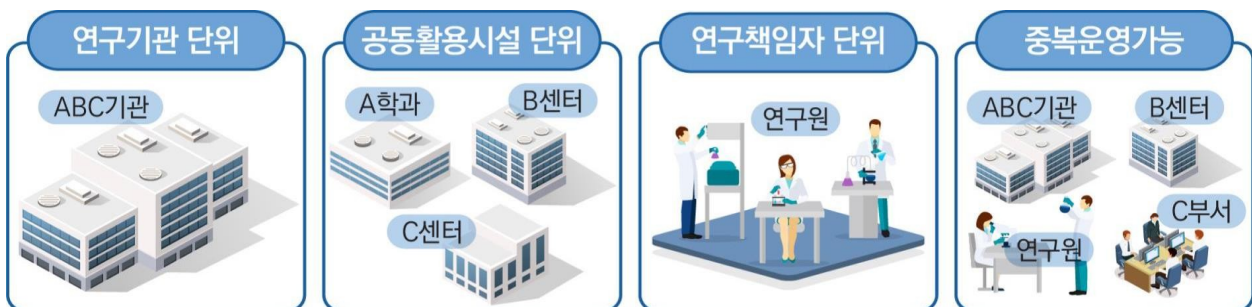 연구기관 단위
ABC기관
공동활용시설 단위
A학과
B센터
C센터
연구책임자 단위
연구원
중복운영가능
ABC기관
B센터
C부서
연구원